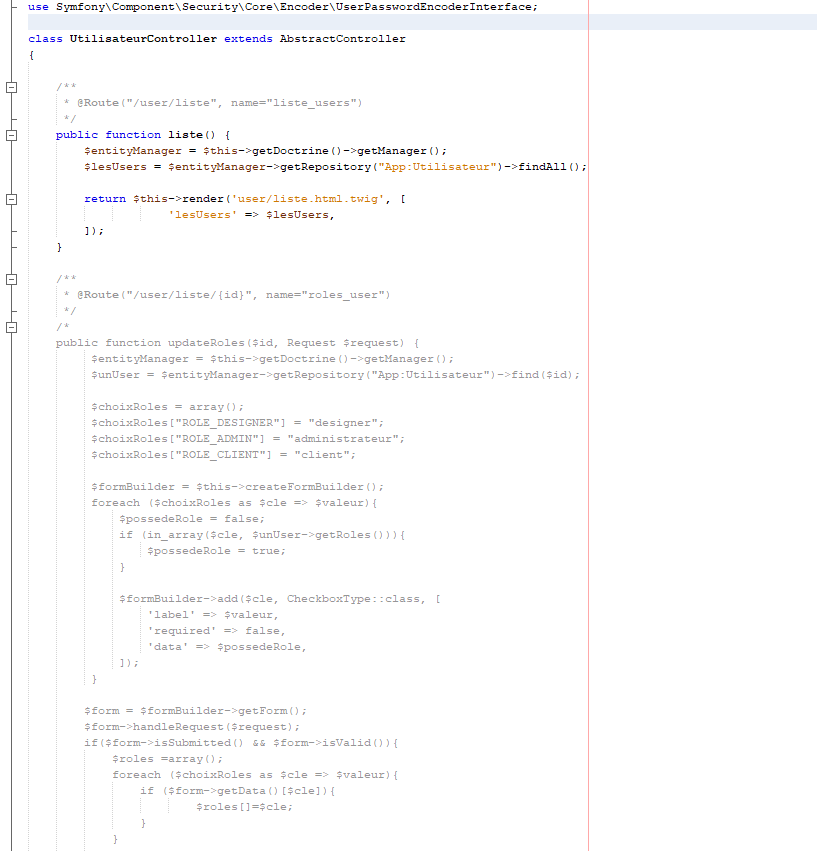 use Symfony\Component\Security\Core\Encoder\UserPasswordEncoderInterface;
class UtilisateurController extends AbstractController
{
/**
* @Route("/user/liste", name="liste_users")
*/
public function liste() {
$entityManager = $this->getDoctrine()->getManager();
$lesUsers = $entityManager->getRepository("App:Utilisateur")->findAll();
return $this->render('user/liste.html.twig', [
'lesUsers' => $lesUsers,
]);
}
/**
* @Route("/user/liste/{id}", name="roles_user")
*/
/*
public function updateRoles($id, Request $request) {
$entityManager = $this->getDoctrine()->getManager();
$unUser = $entityManager->getRepository("App:Utilisateur")->find($id);
$choixRoles = array();
$choixRoles["ROLE_DESIGNER"] = "designer";
$choixRoles["ROLE_ADMIN"] = "administrateur";
$choixRoles["ROLE_CLIENT"] = "client";
$formBuilder = $this->createFormBuilder();
foreach ($choixRoles as $cle => $valeur){
$possedeRole = false;
if (in_array($cle, $unUser->getRoles())){
$possedeRole = true;
}
$formBuilder->add($cle, CheckboxType::class, [
'label' => $valeur,
'required' => false,
'data' => $possedeRole,
]);
}
$form = $formBuilder->getForm();
$form->handleRequest($request);
if($form->isSubmitted() && $form->isValid()){
$roles =array();
foreach ($choixRoles as $cle => $valeur){
if ($form->getData()[$cle]){
$roles[]=$cle;
}
}